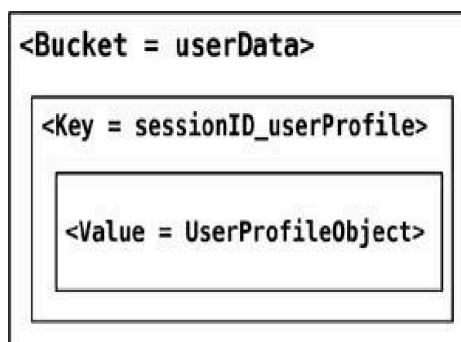 <Bucket = userData>
<Key = sessionID_userProfile>
<Value = UserProfileObject>